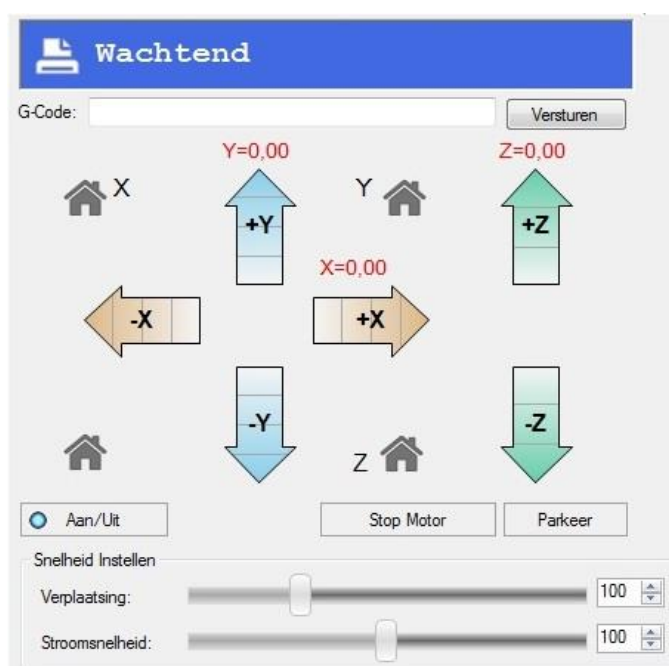 Wachtend
G-Code:
Versturen
Y=0,00
Z=0,00
X
Y
+Y
+Z
X=0,00
-X
+X
-Y
-Z
Z
Aan/Uit
Stop Motor
Parkeer
Snelheid Instellen
Verplaatsing:
100
Stroomsnelheid:
100